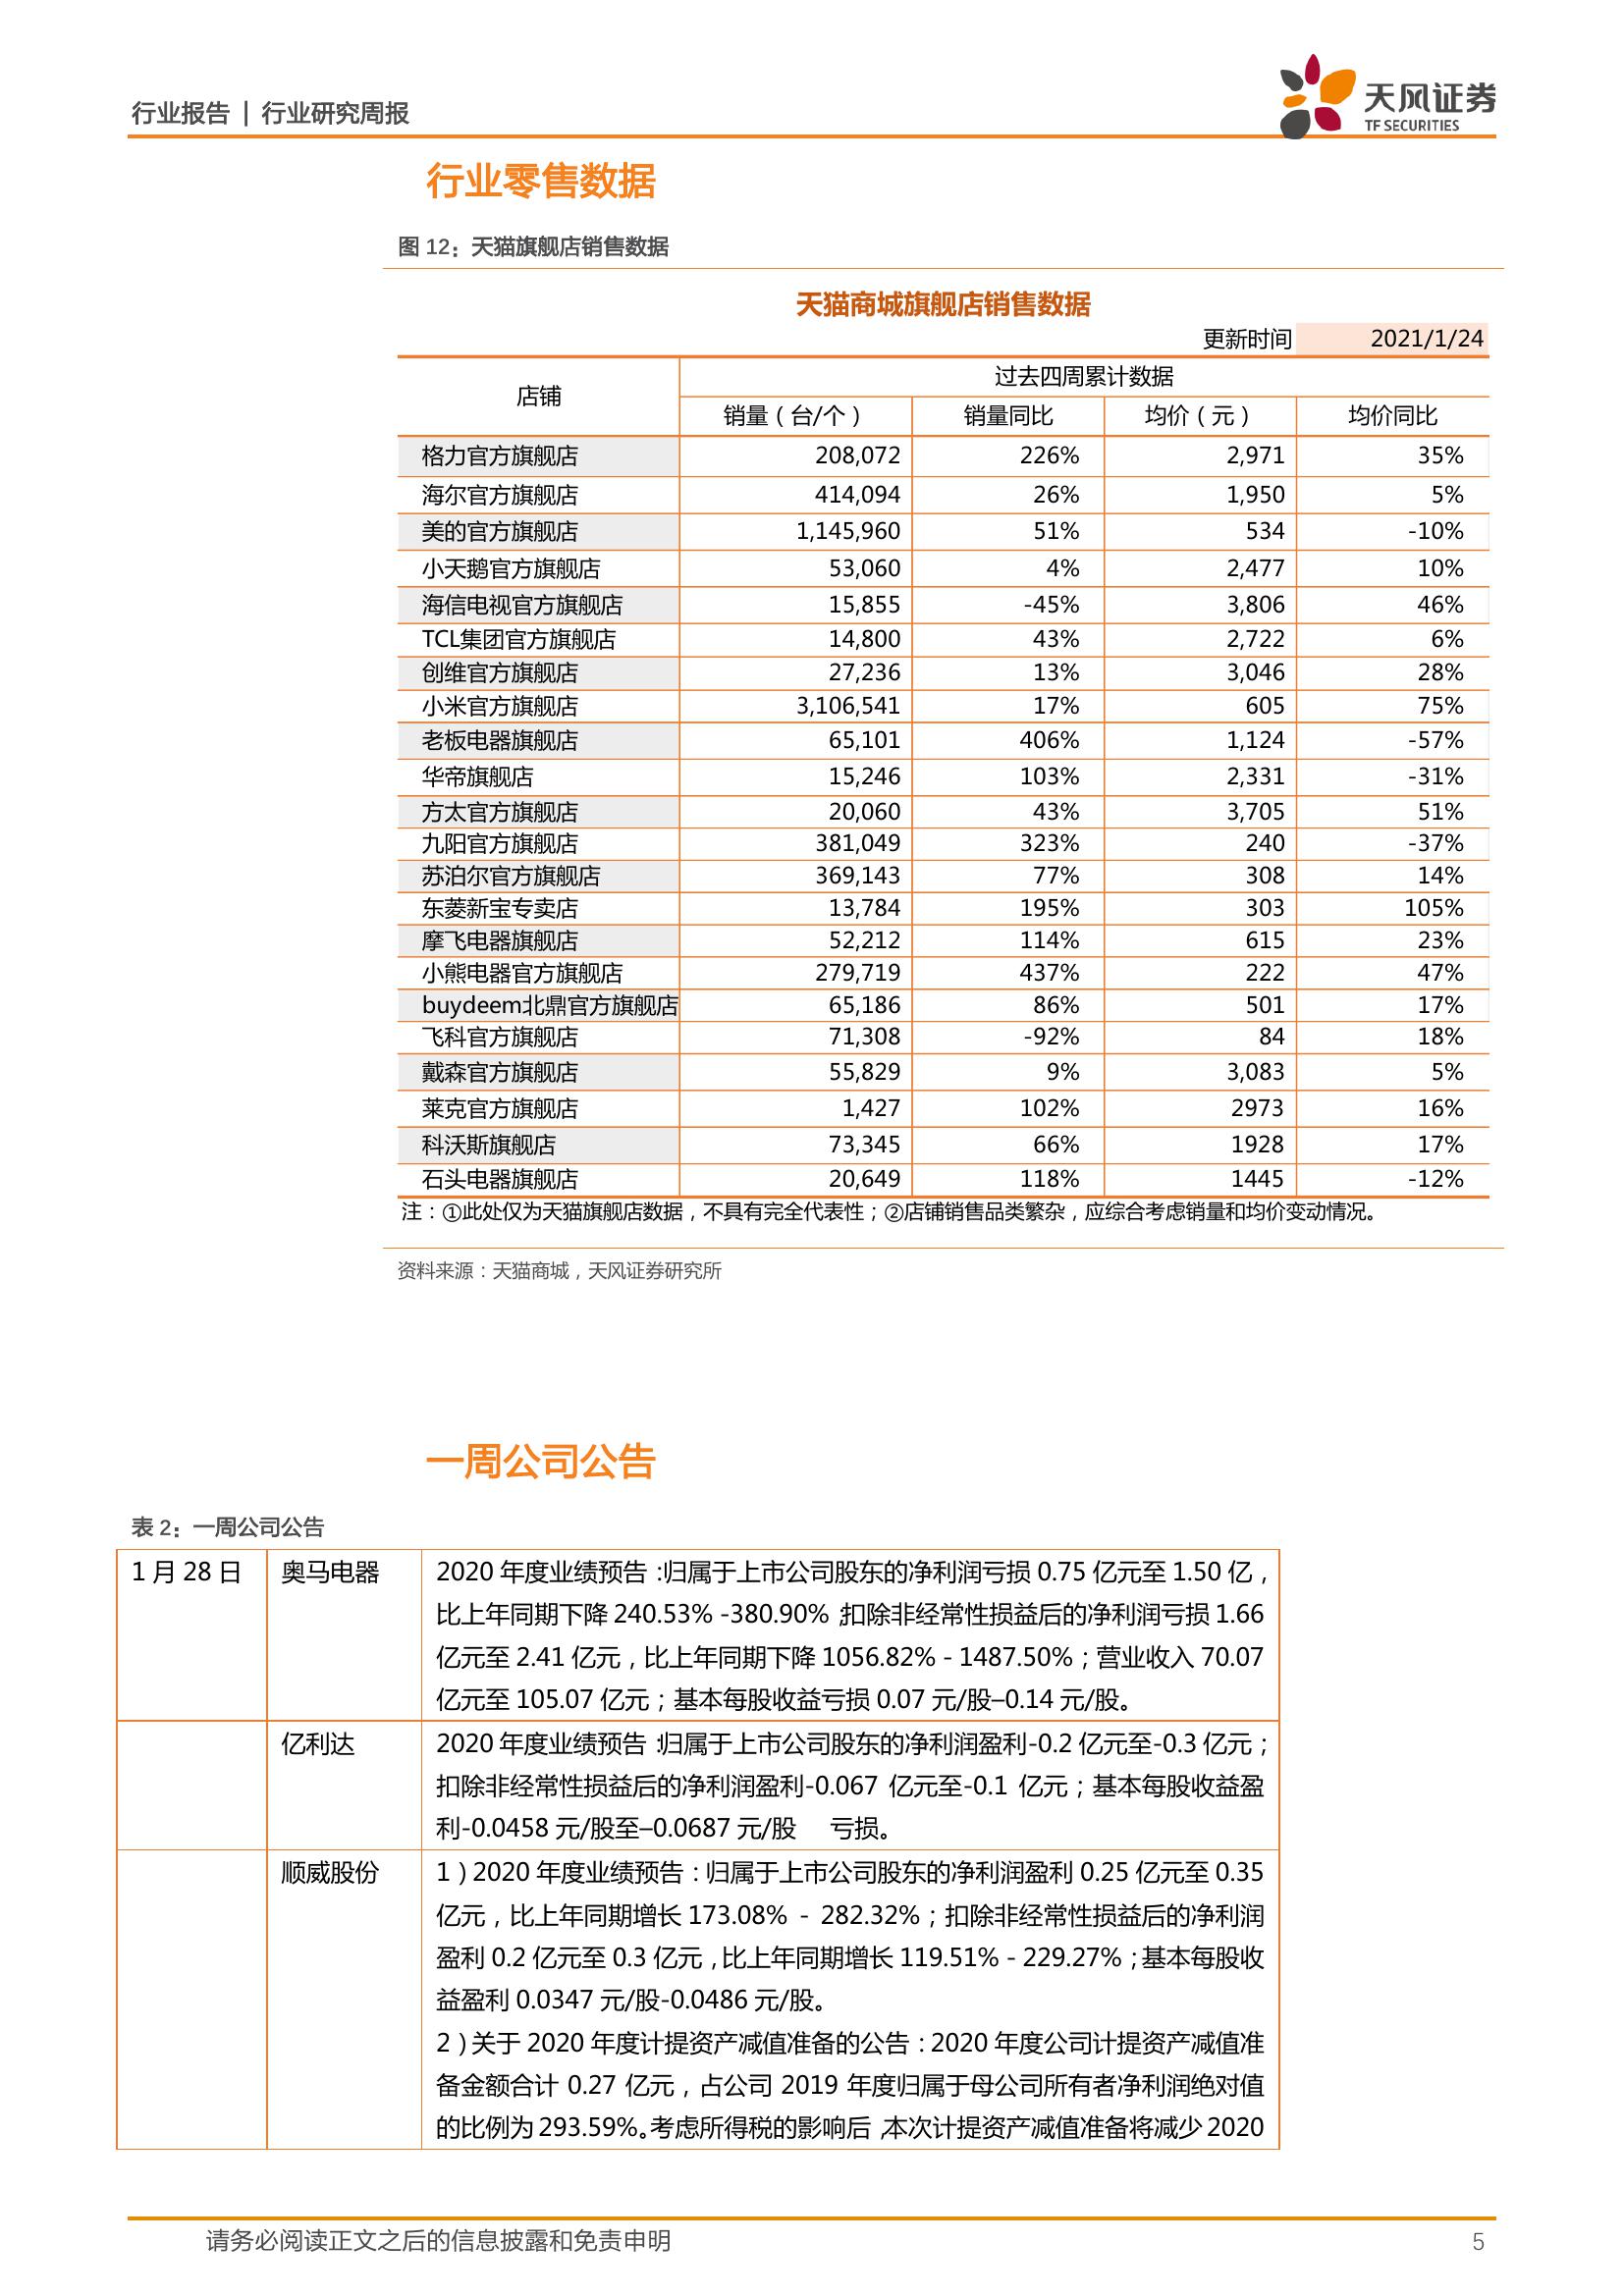 行业报告 | 行业研究周报
天风证券
TF SECURITIES
行业零售数据
图 12：天猫旗舰店销售数据
天猫商城旗舰店销售数据
更新时间 2021/1/24
店铺 过去四周累计数据
销量（台/个） 销量同比 均价（元） 均价同比
格力官方旗舰店 208,072 226% 2,971 35%
海尔官方旗舰店 414,094 26% 1,950 5%
美的官方旗舰店 1,145,960 51% 534 -10%
小天鹅官方旗舰店 53,060 4% 2,477 10%
海信电视官方旗舰店 15,855 -45% 3,806 46%
TCL集团官方旗舰店 14,800 43% 2,722 6%
创维官方旗舰店 27,236 13% 3,046 28%
小米官方旗舰店 3,106,541 17% 605 75%
老板电器旗舰店 65,101 406% 1,124 -57%
华帝旗舰店 15,246 103% 2,331 -31%
方太官方旗舰店 20,060 43% 3,705 51%
九阳官方旗舰店 381,049 323% 240 -37%
苏泊尔官方旗舰店 369,143 77% 308 14%
东菱新宝专卖店 13,784 195% 303 105%
摩飞电器旗舰店 52,212 114% 615 23%
小熊电器官方旗舰店 279,719 437% 222 47%
buydeem北鼎官方旗舰店 65,186 86% 501 17%
飞科官方旗舰店 71,308 -92% 84 18%
戴森官方旗舰店 55,829 9% 3,083 5%
莱克官方旗舰店 1,427 102% 2973 16%
科沃斯旗舰店 73,345 66% 1928 17%
石头电器旗舰店 20,649 118% 1445 -12%
注：①此处仅为天猫旗舰店数据，不具有完全代表性；②店铺销售品类繁杂，应综合考虑销量和均价变动情况。
资料来源：天猫商城，天风证券研究所
一周公司公告
表 2：一周公司公告
1 月 28 日 奥马电器 2020 年度业绩预告：归属于上市公司股东的净利润亏损 0.75 亿元至 1.50 亿，
比上年同期下降 240.53% -380.90%；扣除非经常性损益后的净利润亏损 1.66
亿元至 2.41 亿元，比上年同期下降 1056.82% - 1487.50%；营业收入 70.07
亿元至 105.07 亿元；基本每股收益亏损 0.07 元/股–0.14 元/股。
亿利达 2020 年度业绩预告：归属于上市公司股东的净利润盈利-0.2 亿元至-0.3 亿元；
扣除非经常性损益后的净利润盈利-0.067 亿元至-0.1 亿元；基本每股收益盈
利-0.0458 元/股至–0.0687 元/股 亏损。
顺威股份 1）2020 年度业绩预告：归属于上市公司股东的净利润盈利 0.25 亿元至 0.35
亿元，比上年同期增长 173.08% - 282.32%；扣除非经常性损益后的净利润
盈利 0.2 亿元至 0.3 亿元，比上年同期增长 119.51% - 229.27%；基本每股收
益盈利 0.0347 元/股-0.0486 元/股。
2）关于 2020 年度计提资产减值准备的公告：2020 年度公司计提资产减值准
备金额合计 0.27 亿元，占公司 2019 年度归属于母公司所有者净利润绝对值
的比例为 293.59%。考虑所得税的影响后，本次计提资产减值准备将减少 2020
请务必阅读正文之后的信息披露和免责申明 5